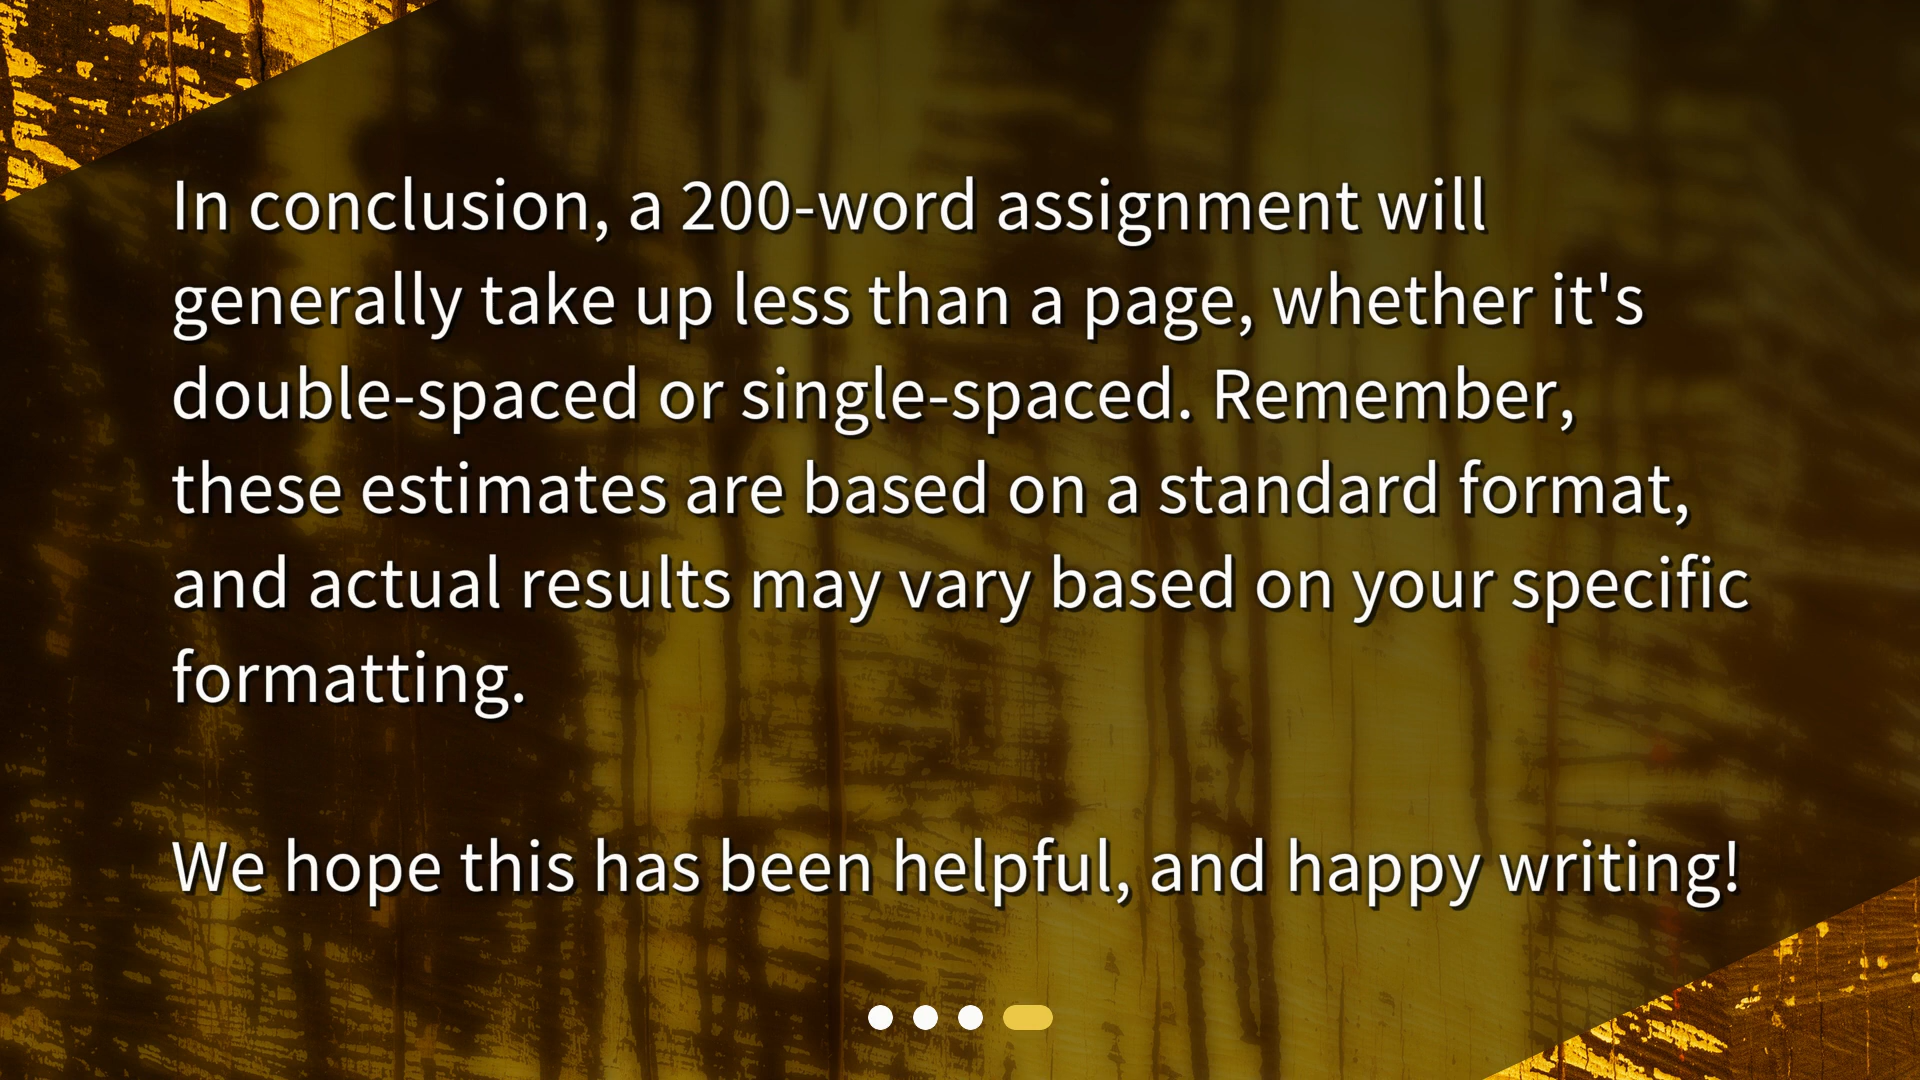 In conclusion, a 200-word assignment will
generally take up less than a page, whether it's
double-spaced or single-spaced. Remember,
these estimates are based on a standard format,
and actual results may vary based on your specific
formatting.
We hope this has been helpful, and happy writing!